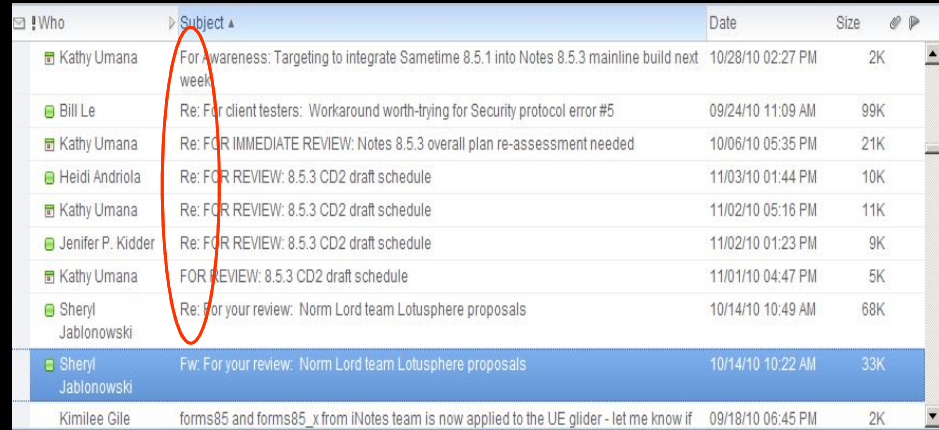 !Who Subject Date Size
Kathy Umana For Awareness: Targeting to integrate Sametime 8.5.1 into Notes 8.5.3 mainline build next 10/28/10 02:27 PM 2K
week
Bill Le Re: For client testers: Workaround worth-trying for Security protocol error #5 09/24/10 11:09 AM 99K
Kathy Umana Re: FOR IMMEDIATE REVIEW: Notes 8.5.3 overall plan re-assessment needed 10/06/10 05:35 PM 21K
Heidi Andriola Re: FOR REVIEW: 8.5.3 CD2 draft schedule 11/03/10 01:44 PM 10K
Kathy Umana Re: FOR REVIEW: 8.5.3 CD2 draft schedule 11/02/10 05:16 PM 11K
Jenifer P. Kidder Re: FOR REVIEW: 8.5.3 CD2 draft schedule 11/02/10 01:23 PM 9K
Kathy Umana FOR REVIEW: 8.5.3 CD2 draft schedule 11/01/10 04:47 PM 5K
Sheryl Re: For your review: Norm Lord team Lotusphere proposals 10/14/10 10:49 AM 68K
Jablonowski
Sheryl Fw: For your review: Norm Lord team Lotusphere proposals 10/14/10 10:22 AM 33K
Jablonowski
Kimilee Gile forms85 and forms85_x from iNotes team is now applied to the UE glider - let me know if 09/18/10 06:45 PM 2K